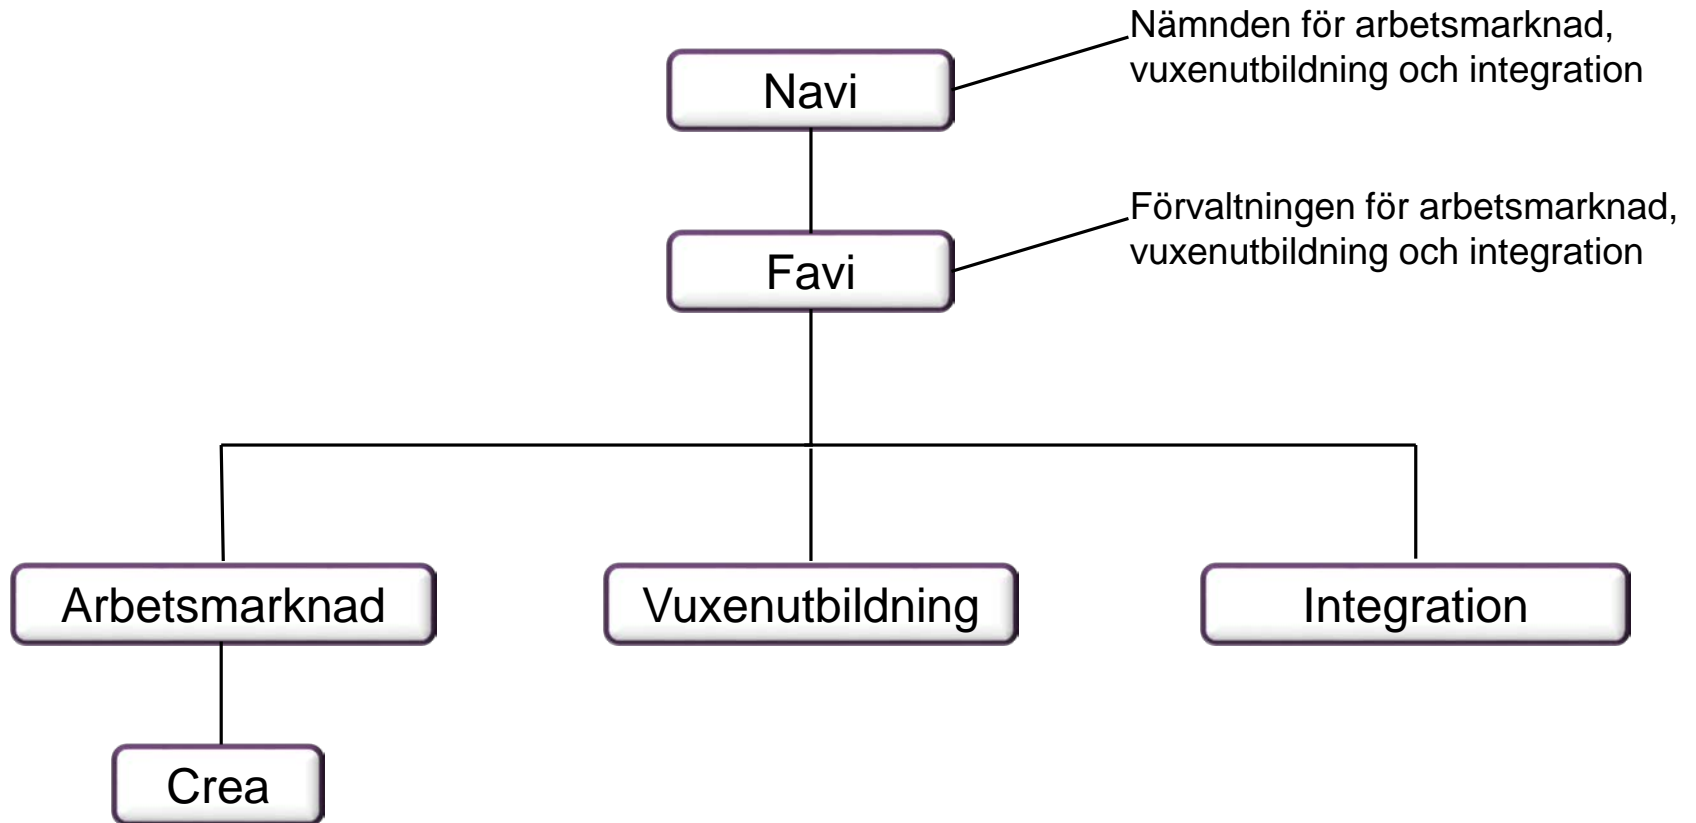 Nämnden för arbetsmarknad,
vuxenutbildning och integration
Navi
Förvaltningen för arbetsmarknad,
vuxenutbildning och integration
Favi
Arbetsmarknad
Vuxenutbildning
Integration
Crea